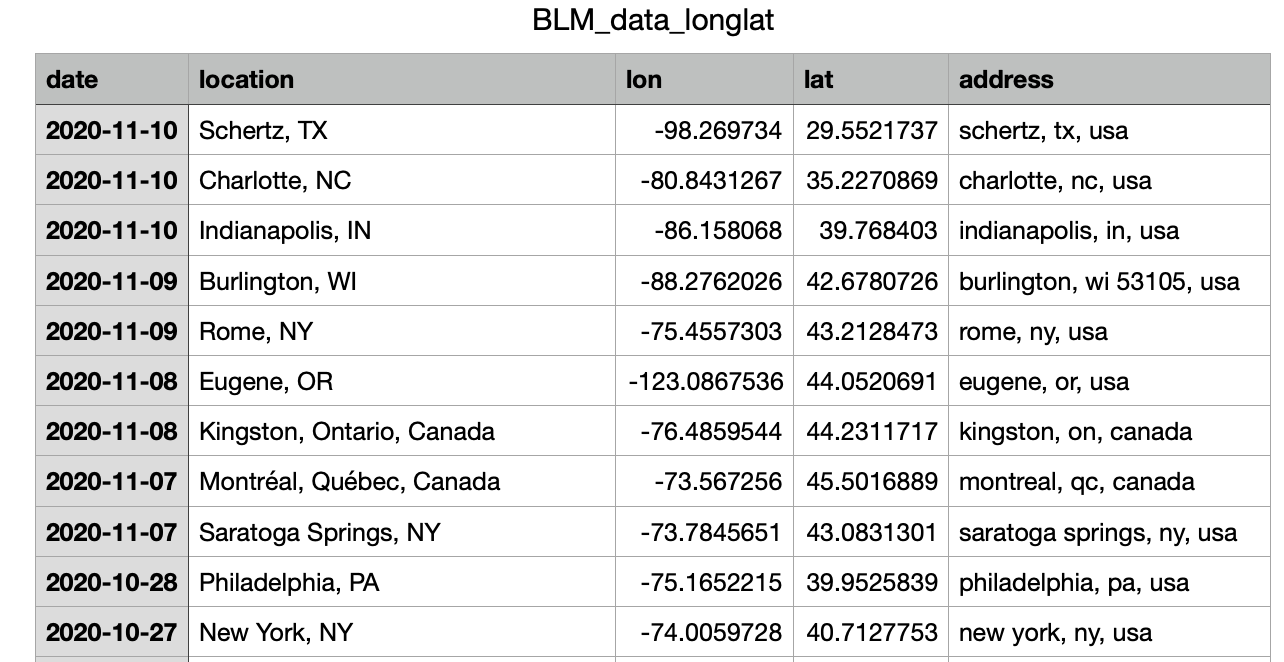 BLM_data_longlat
date location lon lat address
2020-11-10 Schertz, TX -98.269734 29.5521737 schertz, tx, usa
2020-11-10 Charlotte, NC -80.8431267 35.2270869 charlotte, nc, usa
2020-11-10 Indianapolis, IN -86.158068 39.768403 indianapolis, in, usa
2020-11-09 Burlington, WI -88.2762026 42.6780726 burlington, wi 53105, usa
2020-11-09 Rome, NY -75.4557303 43.2128473 rome, ny, usa
2020-11-08 Eugene, OR -123.0867536 44.0520691 eugene, or, usa
2020-11-08 Kingston, Ontario, Canada -76.4859544 44.2311717 kingston, on, canada
2020-11-07 Montréal, Québec, Canada -73.567256 45.5016889 montreal, qc, canada
2020-11-07 Saratoga Springs, NY -73.7845651 43.0831301 saratoga springs, ny, usa
2020-10-28 Philadelphia, PA -75.1652215 39.9525839 philadelphia, pa, usa
2020-10-27 New York, NY -74.0059728 40.7127753 new york, ny, usa